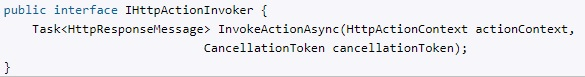 public interface IHttpActionInvoker {
    Task<HttpResponseMessage> InvokeActionAsync(HttpActionContext actionContext,
                              CancellationToken cancellationToken);
}